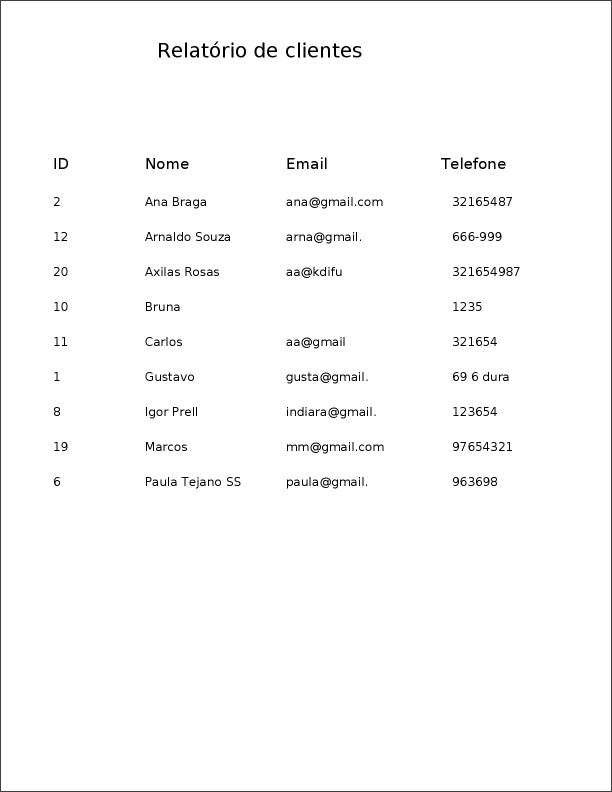 Relatório de clientes
ID Nome Email Telefone
2 Ana Braga ana@gmail.com 32165487
12 Arnaldo Souza arna@gmail. 666-999
20 Axilas Rosas aa@kdifu 321654987
10 Bruna 1235
11 Carlos aa@gmail 321654
1 Gustavo gusta@gmail. 69 6 dura
8 Igor Prell indiara@gmail. 123654
19 Marcos mm@gmail.com 97654321
6 Paula Tejano SS paula@gmail. 963698